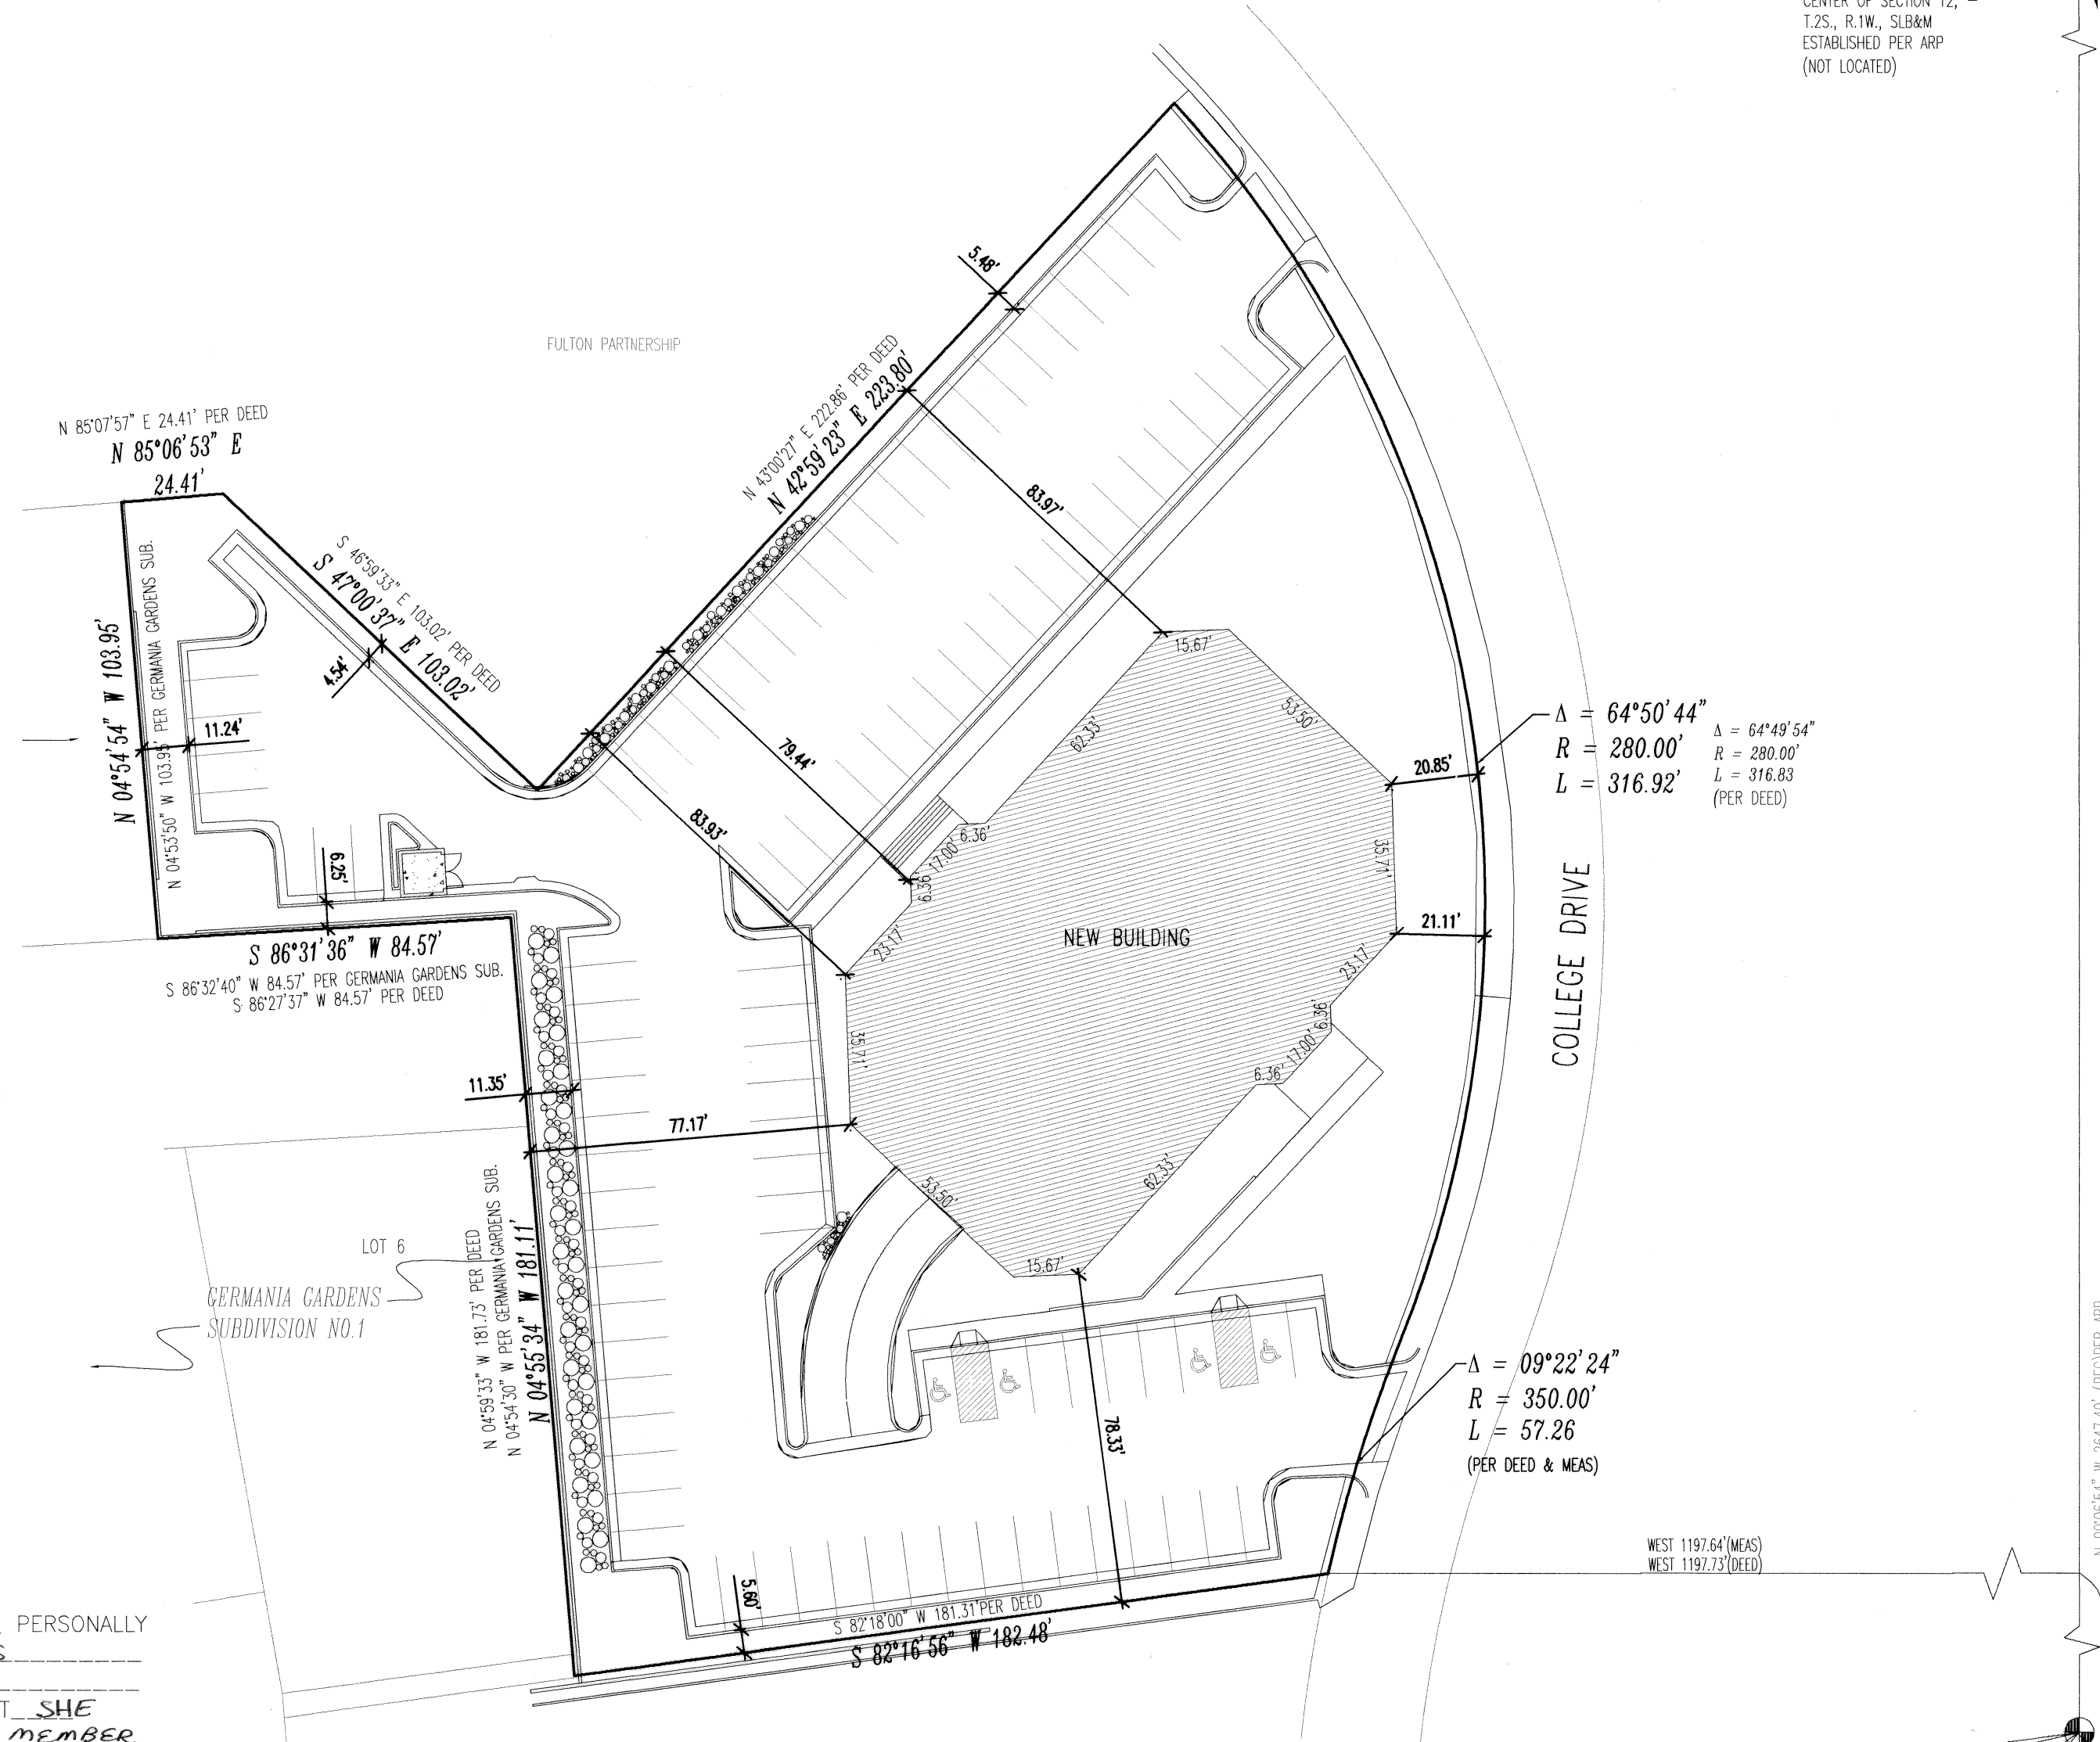 CENTER OF SECTION 12,
T.2S., R.1W., SLB&M
ESTABLISHED PER ARP
(NOT LOCATED)
5.48'
FULTON PARTNERSHIP
N 43°00'27" E 222.86' PER DEED
N 42°59'23" E 223.80'
N 85°07'57" E 24.41' PER DEED
N 85°06'53" E
24.41'
S 46°59'33" E 103.02' PER DEED
S 47°00'37" E 103.02'
4.54'
N 04°54'54" W 103.95'
N 04°53'50" W 103.95' PER GERMANIA GARDENS SUB.
11.24'
83.97'
15.67'
53.50'
62.33'
79.44'
83.93'
6.36'
17.00'
6.36'
23.17'
35.71'
20.85'
Δ = 64°50'44"
R = 280.00'
L = 316.92'
Δ = 64°49'54"
R = 280.00'
L = 316.83
(PER DEED)
6.25'
S 86°31'36" W 84.57'
S 86°32'40" W 84.57' PER GERMANIA GARDENS SUB.
S 86°27'37" W 84.57' PER DEED
NEW BUILDING
21.11'
COLLEGE DRIVE
23.17'
6.36'
17.00'
6.36'
35.71'
11.35'
77.17'
62.33'
53.50'
15.67'
LOT 6
GERMANIA GARDENS
SUBDIVISION NO.1
N 04°59'33" W 181.73' PER DEED
N 04°54'30" W PER GERMANIA GARDENS SUB.
N 04°55'34" W 181.11'
78.33'
Δ = 09°22'24"
R = 350.00'
L = 57.26
(PER DEED & MEAS)
WEST 1197.64'(MEAS)
WEST 1197.73'(DEED)
5.60'
S 82°18'00" W 181.31'PER DEED
S 82°16'56" W 182.48'
PERSONALLY
SHE
MEMBER